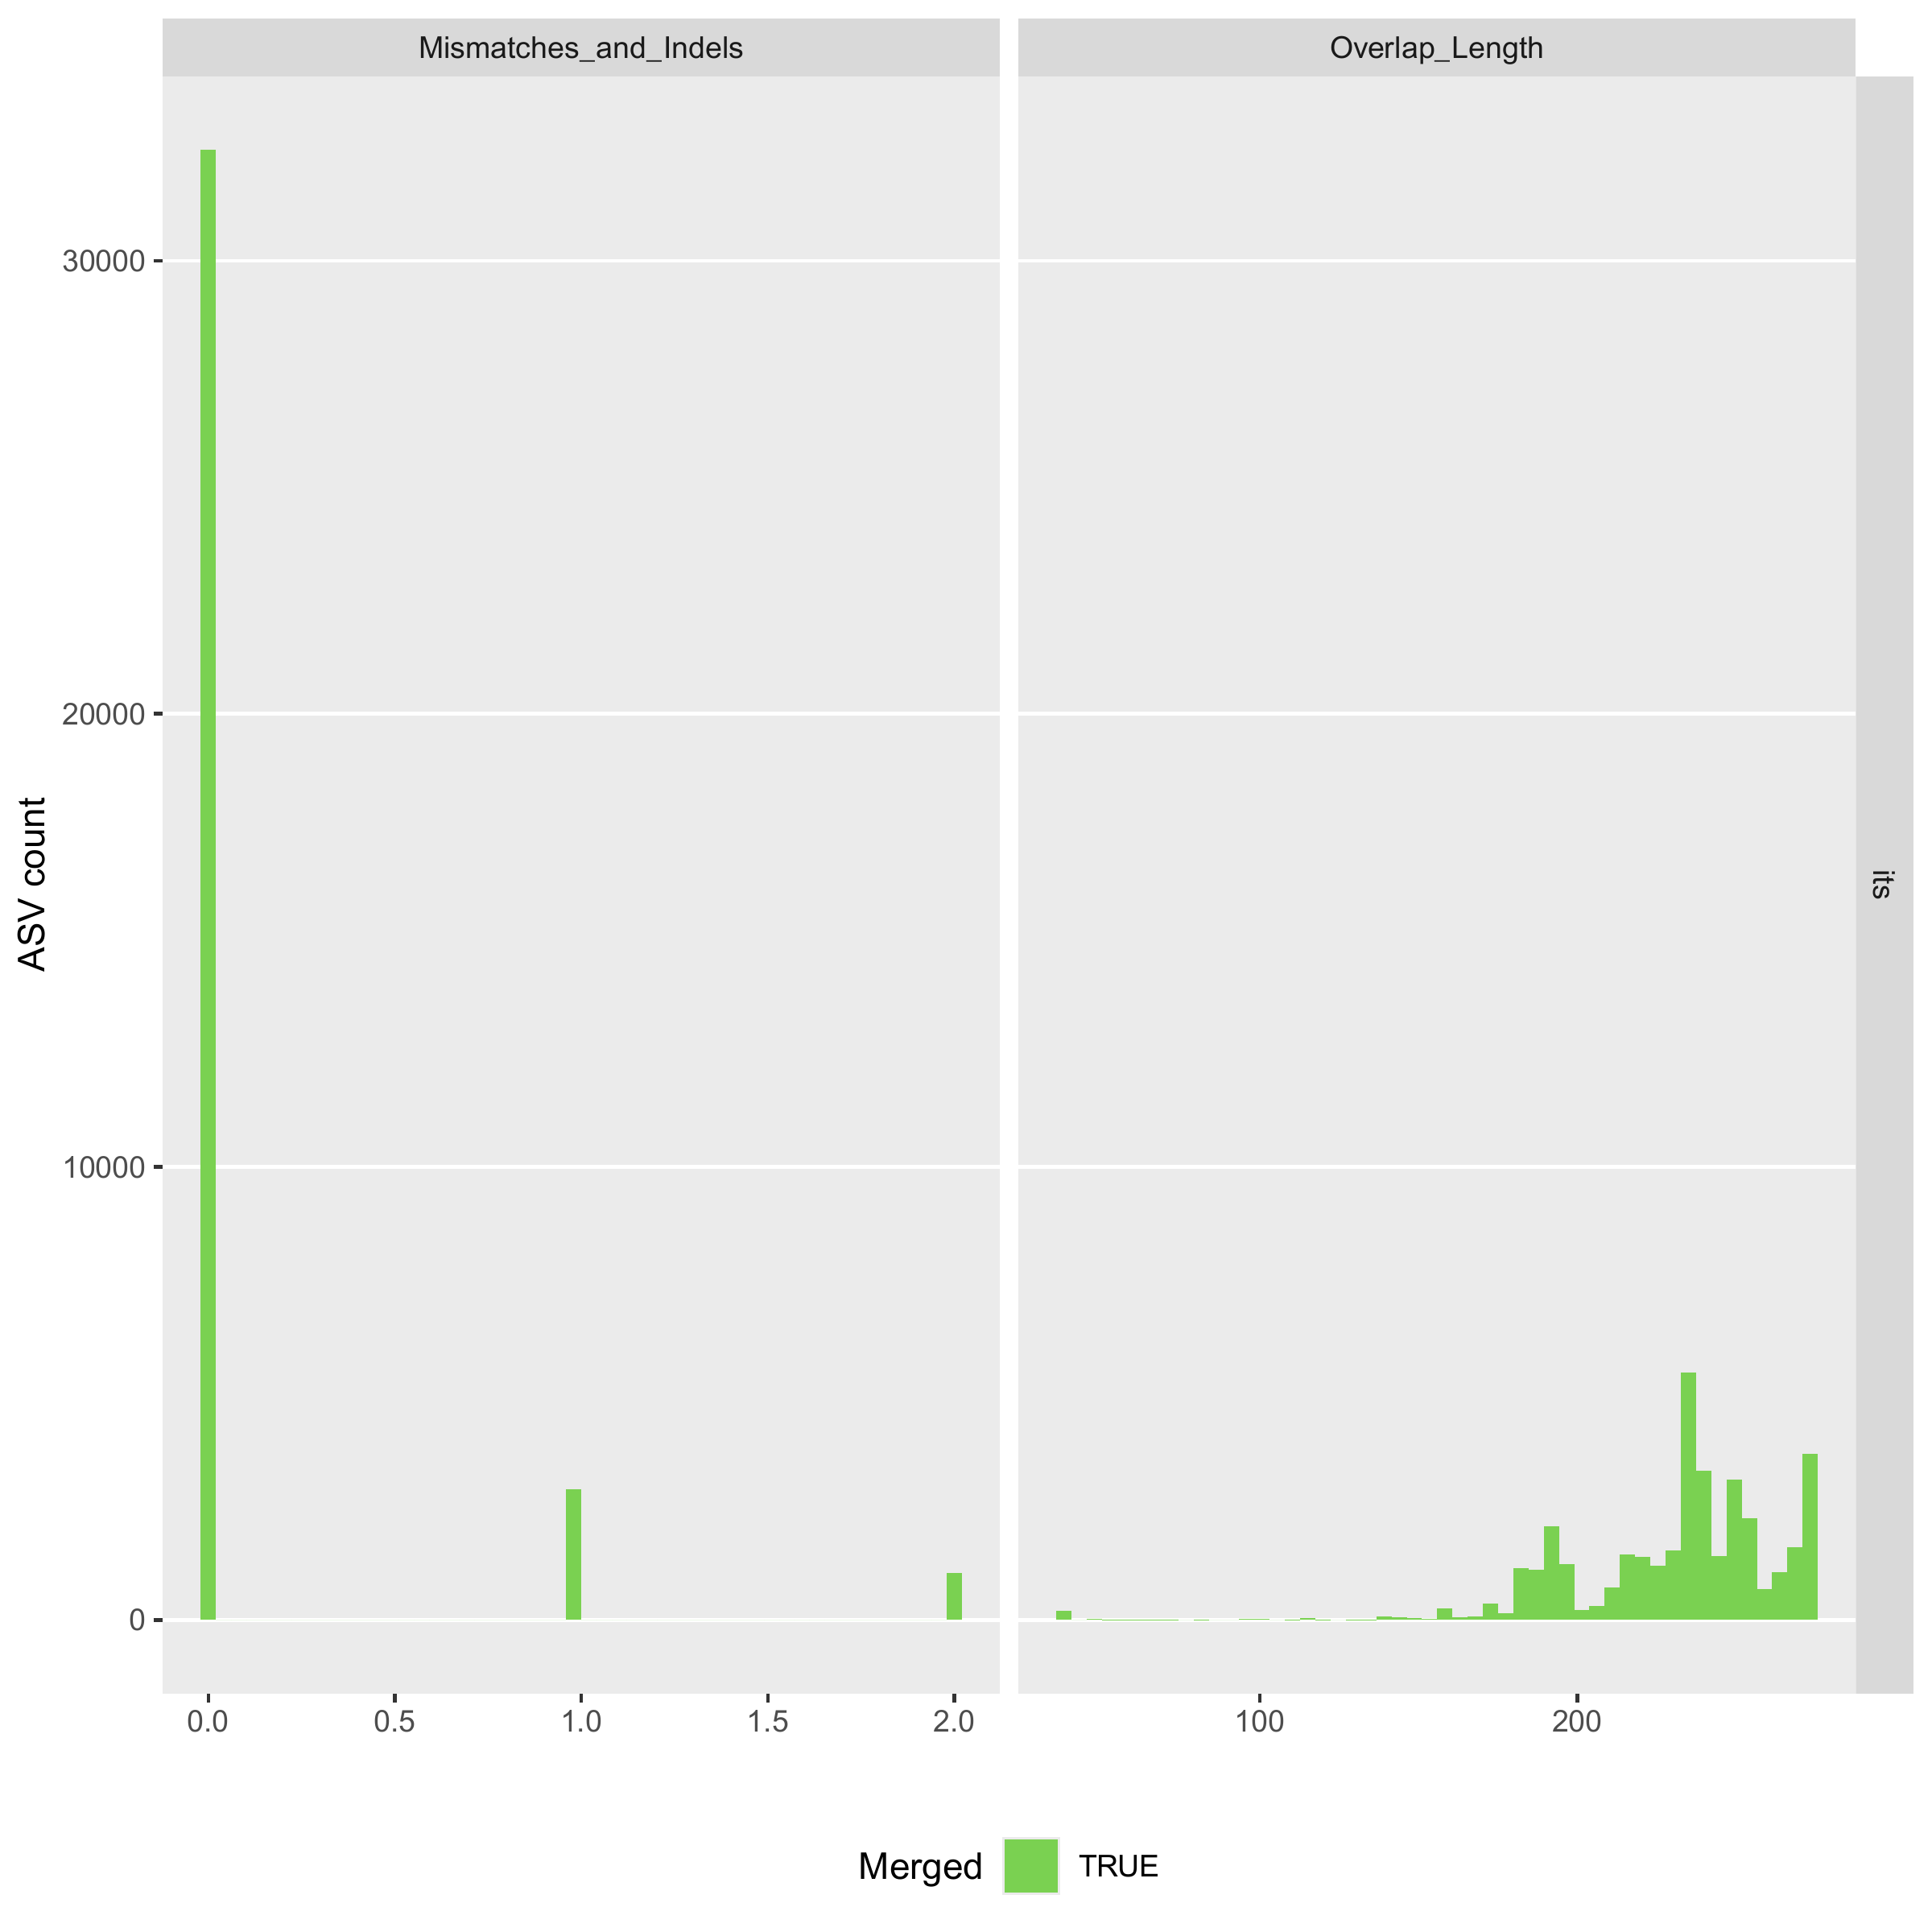 Mismatches_and_Indels
Overlap_Length
its
ASV count
30000
20000
10000
0
0.0 0.5 1.0 1.5 2.0
100 200
Merged TRUE